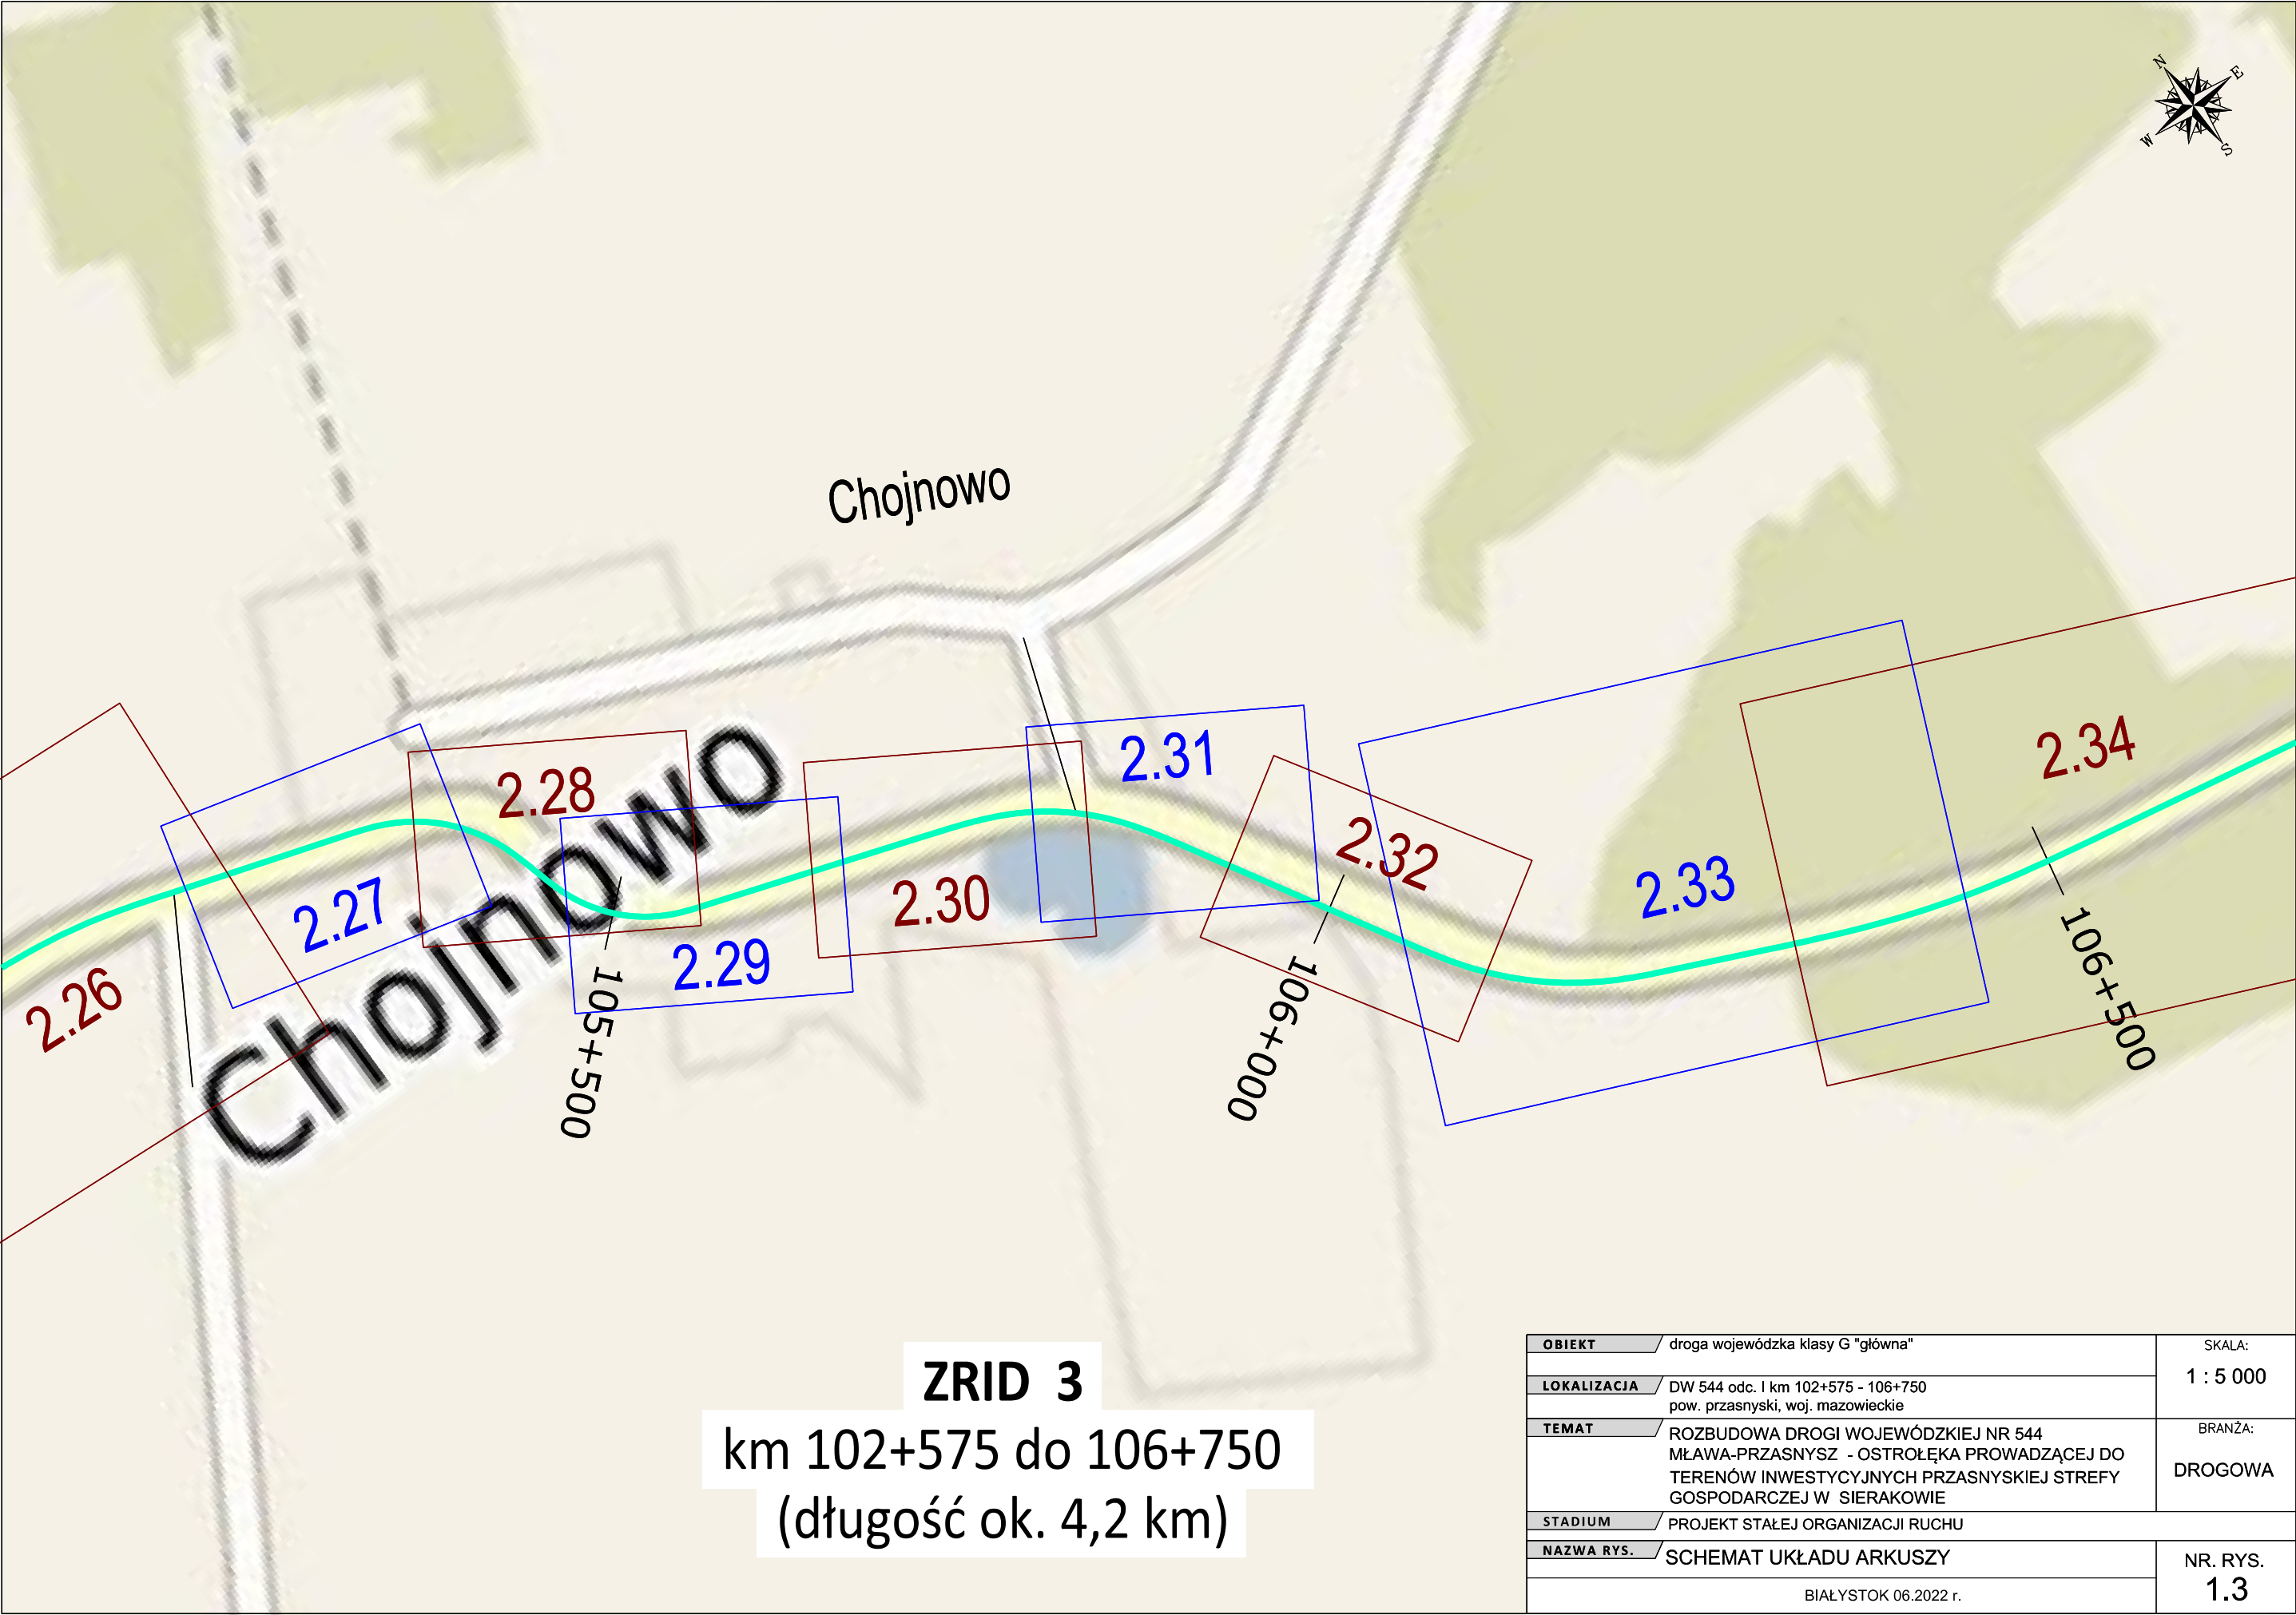 N
E
W
S
Chojnowo
2.26
2.27
2.28
2.29
2.30
2.31
2.32
2.33
2.34
Chojnowo
105+500
106+000
106+500
ZRID 3
km 102+575 do 106+750
(długość ok. 4,2 km)
OBIEKT
droga wojewódzka klasy G "główna"
SKALA:
1 : 5 000
LOKALIZACJA
DW 544 odc. I km 102+575 - 106+750
pow. przasnyski, woj. mazowieckie
TEMAT
ROZBUDOWA DROGI WOJEWÓDZKIEJ NR 544
MŁAWA-PRZASNYSZ - OSTROŁĘKA PROWADZĄCEJ DO
TERENÓW INWESTYCYJNYCH PRZASNYSKIEJ STREFY
GOSPODARCZEJ W SIERAKOWIE
BRANŻA:
DROGOWA
STADIUM
PROJEKT STAŁEJ ORGANIZACJI RUCHU
NAZWA RYS.
SCHEMAT UKŁADU ARKUSZY
NR. RYS.
1.3
BIAŁYSTOK 06.2022 r.